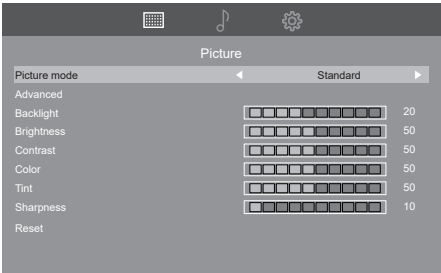 Picture
Picture mode Standard
Advanced
Backlight 20
Brightness 50
Contrast 50
Color 50
Tint 50
Sharpness 10
Reset